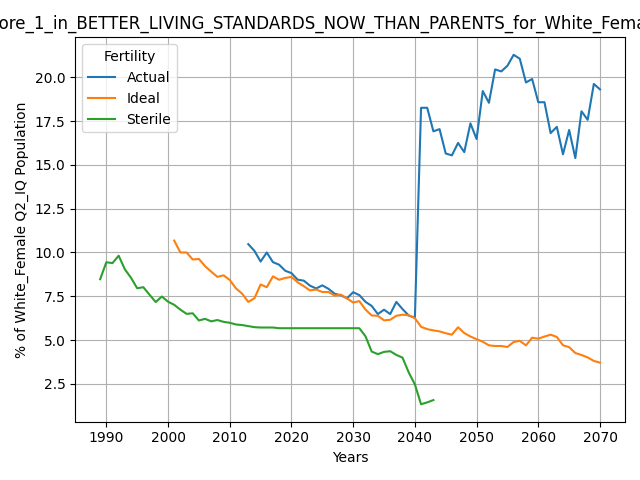 ore_1_in_BETTER_LIVING_STANDARDS_NOW_THAN_PARENTS_for_White_Fema
Fertility
Actual
Ideal
Sterile
% of White_Female Q2_IQ Population
20.0
17.5
15.0
12.5
10.0
7.5
5.0
2.5
1990 2000 2010 2020 2030 2040 2050 2060 2070
Years